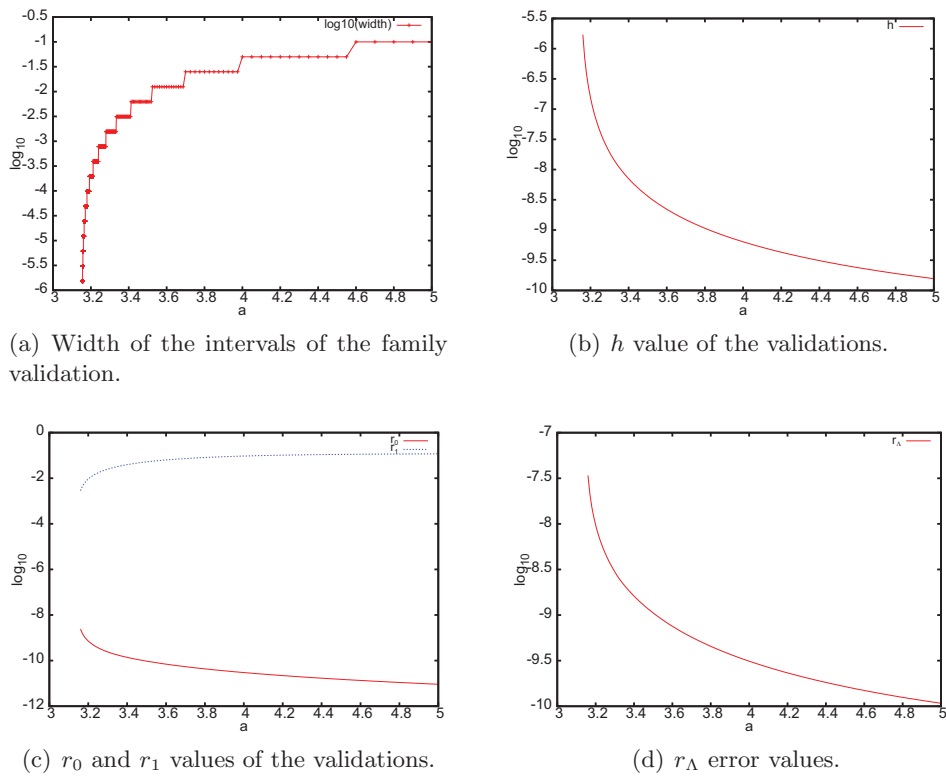 log10(width)
-1
-1.5
-2
-2.5
-3
-3.5
-4
-4.5
-5
-5.5
-6
log10
3 3.2 3.4 3.6 3.8 4 4.2 4.4 4.6 4.8 5
a
(a) Width of the intervals of the family
validation.
h
-5.5
-6
-6.5
-7
-7.5
-8
-8.5
-9
-9.5
-10
log10
3 3.2 3.4 3.6 3.8 4 4.2 4.4 4.6 4.8 5
a
(b) h value of the validations.
r0
r1
0
-2
-4
-6
-8
-10
-12
log10
3 3.2 3.4 3.6 3.8 4 4.2 4.4 4.6 4.8 5
a
(c) r0 and r1 values of the validations.
rΛ
-7
-7.5
-8
-8.5
-9
-9.5
-10
log10
3 3.2 3.4 3.6 3.8 4 4.2 4.4 4.6 4.8 5
a
(d) rΛ error values.